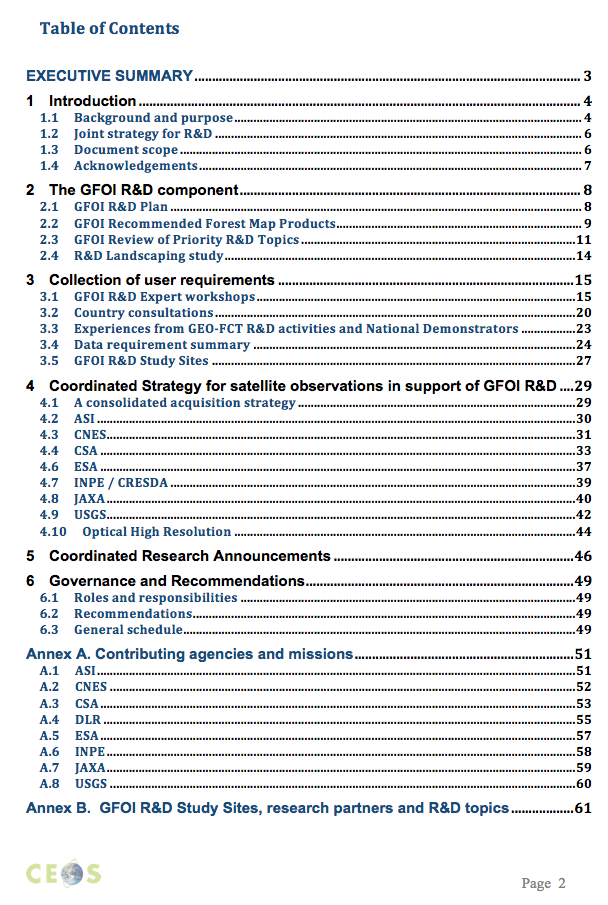 Table of Contents
EXECUTIVE SUMMARY 3
1 Introduction 4
1.1 Background and purpose 4
1.2 Joint strategy for R&D 6
1.3 Document scope 6
1.4 Acknowledgements 7
2 The GFOI R&D component 8
2.1 GFOI R&D Plan 8
2.2 GFOI Recommended Forest Map Products 9
2.3 GFOI Review of Priority R&D Topics 11
2.4 R&D Landscaping study 14
3 Collection of user requirements 15
3.1 GFOI R&D Expert workshops 15
3.2 Country consultations 20
3.3 Experiences from GEO-FCT R&D activities and National Demonstrators 23
3.4 Data requirement summary 24
3.5 GFOI R&D Study Sites 27
4 Coordinated Strategy for satellite observations in support of GFOI R&D 29
4.1 A consolidated acquisition strategy 29
4.2 ASI 30
4.3 CNES 31
4.4 CSA 33
4.6 ESA 37
4.7 INPE / CRESDA 39
4.8 JAXA 40
4.9 USGS 42
4.10 Optical High Resolution 44
5 Coordinated Research Announcements 46
6 Governance and Recommendations 49
6.1 Roles and responsibilities 49
6.2 Recommendations 49
6.3 General schedule 49
Annex A. Contributing agencies and missions 51
A.1 ASI 51
A.2 CNES 52
A.3 CSA 53
A.4 DLR 55
A.5 ESA 57
A.6 INPE 58
A.7 JAXA 59
A.8 USGS 60
Annex B. GFOI R&D Study Sites, research partners and R&D topics 61
CEOS
Page 2